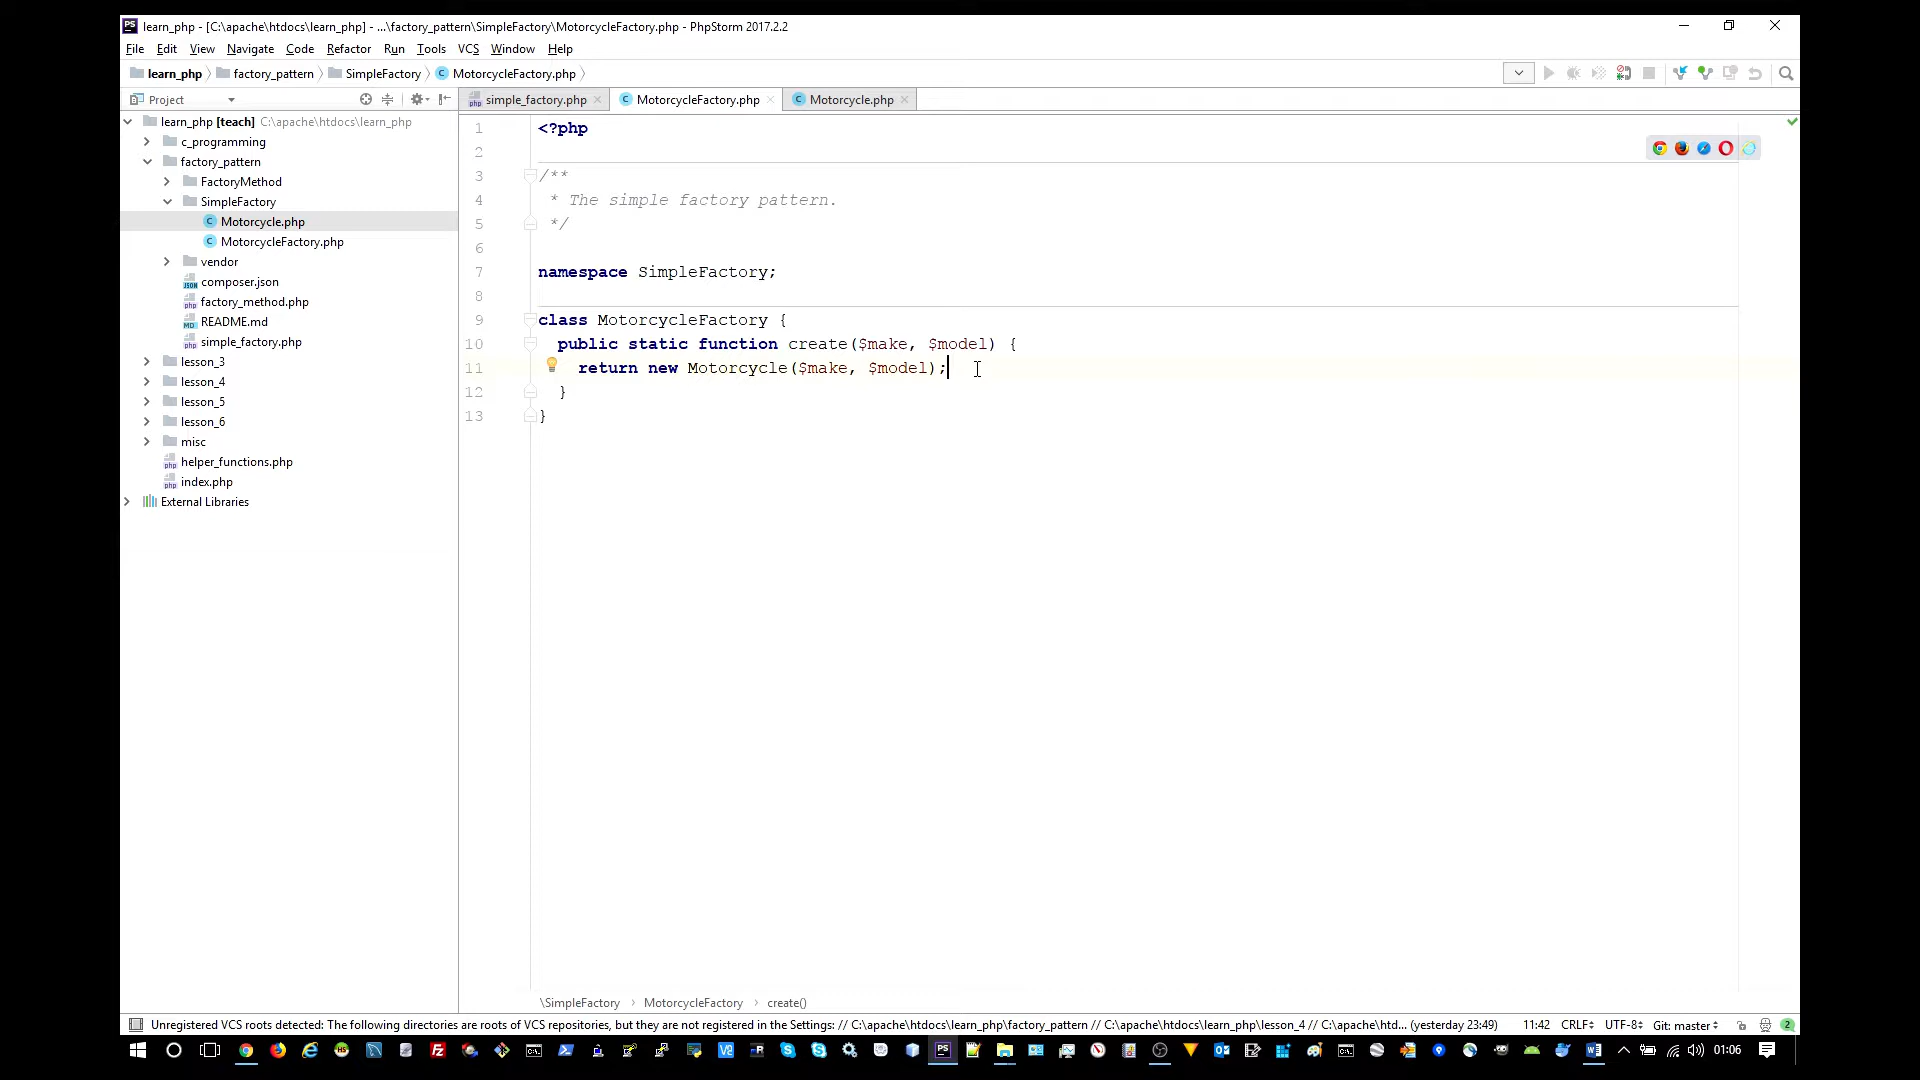 learn_php - [C:\apache\htdocs\learn_php] - ...\factory_pattern\SimpleFactory\MotorcycleFactory.php - PhpStorm 2017.2.2
File Edit View Navigate Code Refactor Run Tools VCS Window Help
learn_php factory_pattern SimpleFactory MotorcycleFactory.php
Project
simple_factory.php MotorcycleFactory.php Motorcycle.php
learn_php [teach] C:\apache\htdocs\learn_php
c_programming
factory_pattern
FactoryMethod
SimpleFactory
Motorcycle.php
MotorcycleFactory.php
vendor
composer.json
factory_method.php
README.md
simple_factory.php
lesson_3
lesson_4
lesson_5
lesson_6
misc
helper_functions.php
index.php
External Libraries
1 <?php
2
3 /**
4 * The simple factory pattern.
5 */
6
7 namespace SimpleFactory;
8
9 class MotorcycleFactory {
10 public static function create($make, $model) {
11 return new Motorcycle($make, $model);
12 }
13 }
\SimpleFactory › MotorcycleFactory › create()
Unregistered VCS roots detected: The following directories are roots of VCS repositories, but they are not registered in the Settings: // C:\apache\htdocs\learn_php\factory_pattern // C:\apache\htdocs\learn_php\lesson_4 // C:\apache\htd... (yesterday 23:49) 11:42 CRLF UTF-8 Git: master 2
01:06